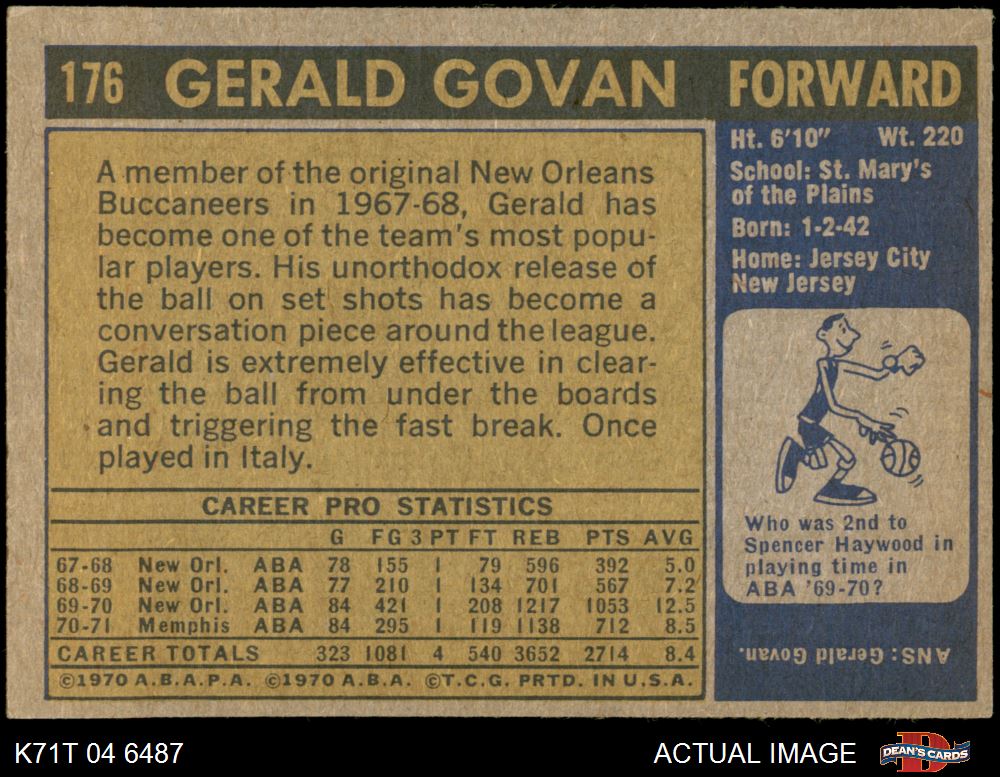 176 GERALD GOVAN FORWARD
A member of the original New Orleans
Buccaneers in 1967-68, Gerald has
become one of the team's most popu-
lar players. His unorthodox release of
the ball on set shots has become a
conversation piece around the league.
Gerald is extremely effective in clear-
ing the ball from under the boards
and triggering the fast break. Once
played in Italy.
CAREER PRO STATISTICS
G FG 3 PT FT REB PTS AVG
67-68 New Orl. ABA 78 155 1 79 596 392 5.0
68-69 New Orl. ABA 77 210 1 134 701 567 7.2
69-70 New Orl. ABA 84 421 1 208 1217 1053 12.5
70-71 Memphis ABA 84 295 1 119 1138 712 8.5
CAREER TOTALS 323 1081 4 540 3652 2714 8.4
©1970 A.B.A.P.A. ©1970 A.B.A. ©T.C.G. PRTD. IN U.S.A.
Ht. 6'10" Wt. 220
School: St. Mary's
of the Plains
Born: 1-2-42
Home: Jersey City
New Jersey
Who was 2nd to
Spencer Haywood in
playing time in
ABA '69-70?
ANS: Gerald Govan.
K71T 04 6487
ACTUAL IMAGE
DEAN'S CARDS